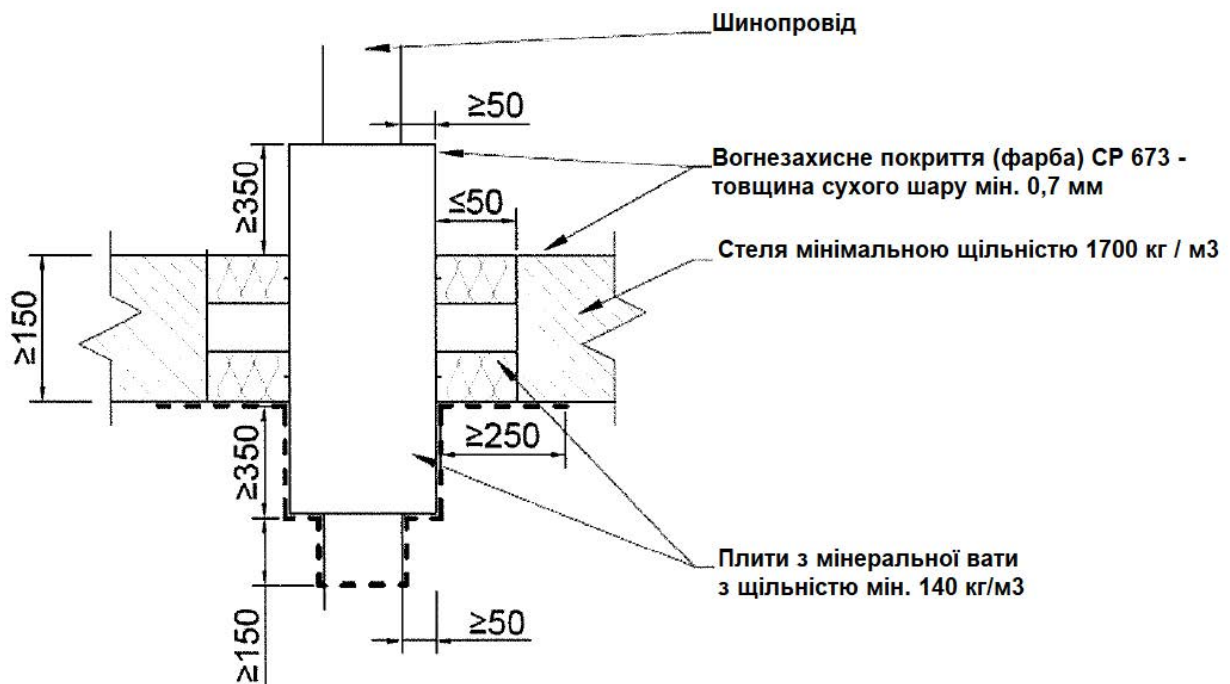 Шинопровід
≥50
Вогнезахисне покриття (фарба) CP 673 -
товщина сухого шару мін. 0,7 мм
≥350
≤50
Стеля мінімальною щільністю 1700 кг / м3
≥150
≥250
≥350
Плити з мінеральної вати
з щільністю мін. 140 кг/м3
≥50
≥150